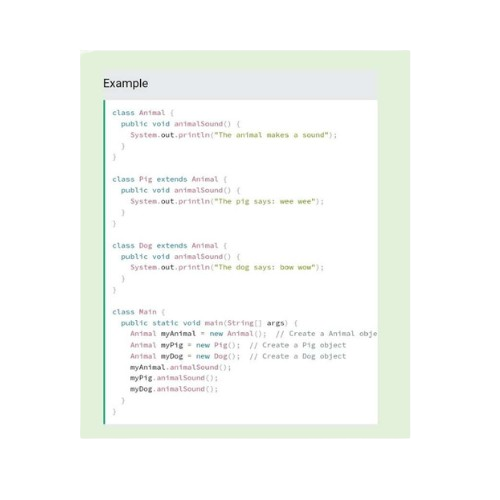 Example
class Animal {
public void animalSound() {
System.out.println("The animal makes a sound");
}
}
class Pig extends Animal {
public void animalSound() {
System.out.println("The pig says: wee wee");
}
}
class Dog extends Animal {
public void animalSound() {
System.out.println("The dog says: bow wow");
}
}
class Main {
public static void main(String[] args) {
Animal myAnimal = new Animal(); // Create a Animal obje
Animal myPig = new Pig(); // Create a Pig object
Animal myDog = new Dog(); // Create a Dog object
myAnimal.animalSound();
myPig.animalSound();
myDog.animalSound();
}
}